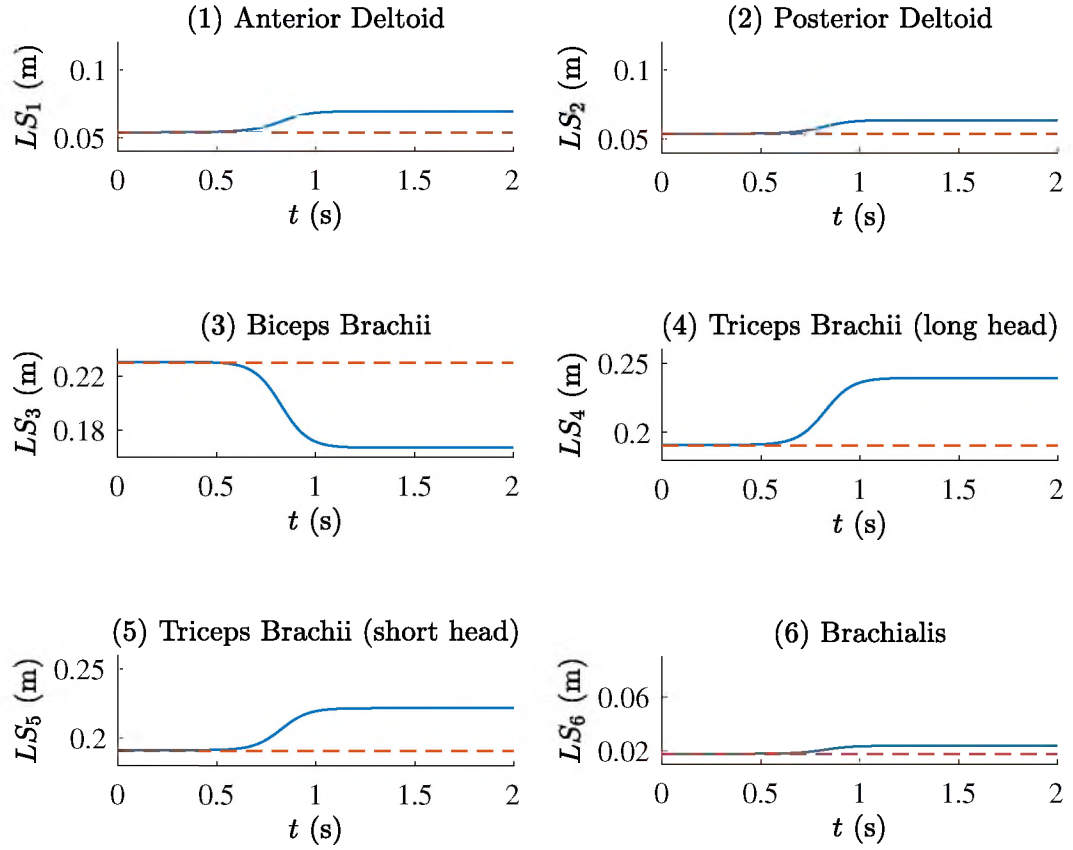 (1) Anterior Deltoid
LS₁ (m)
0.1
0.05
0 0.5 1 1.5 2
t (s)
(2) Posterior Deltoid
LS₂ (m)
0.1
0.05
0 0.5 1 1.5 2
t (s)
(3) Biceps Brachii
LS₃ (m)
0.22
0.18
0 0.5 1 1.5 2
t (s)
(4) Triceps Brachii (long head)
LS₄ (m)
0.25
0.2
0 0.5 1 1.5 2
t (s)
(5) Triceps Brachii (short head)
LS₅ (m)
0.25
0.2
0 0.5 1 1.5 2
t (s)
(6) Brachialis
LS₆ (m)
0.06
0.02
0 0.5 1 1.5 2
t (s)